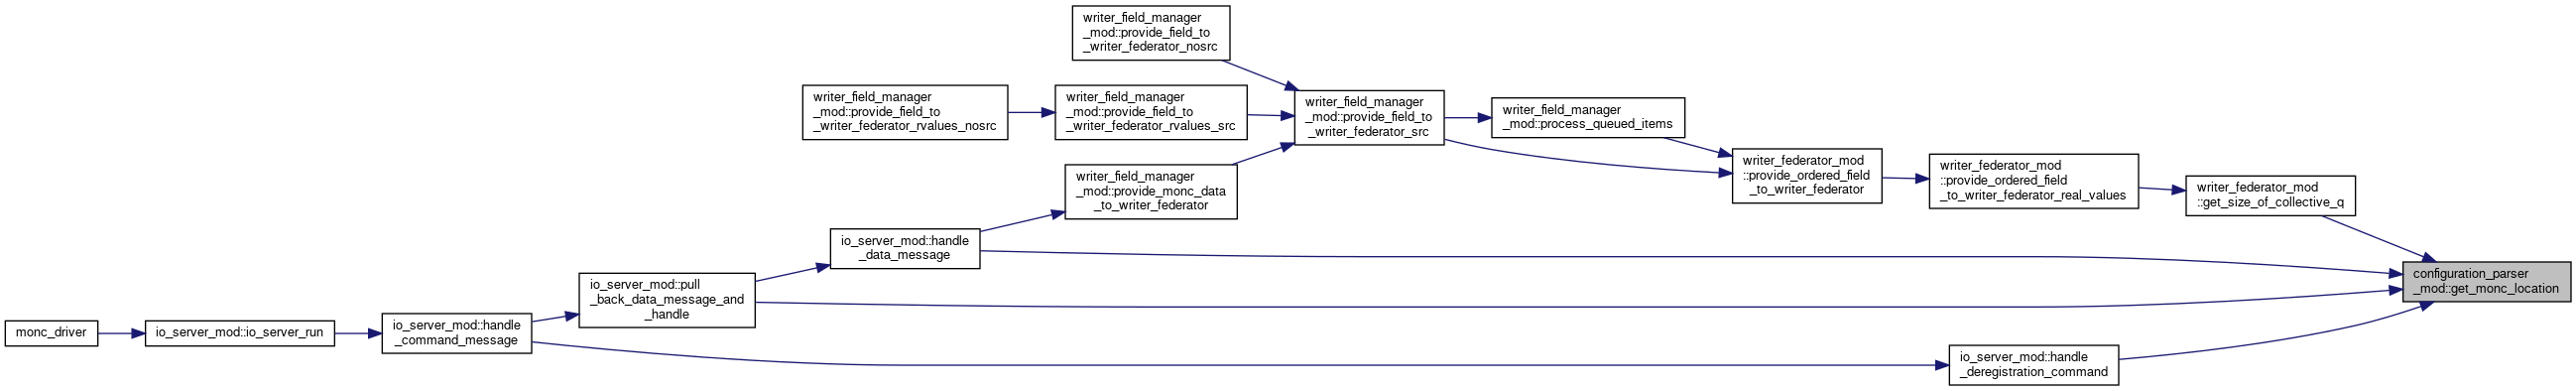 writer_field_manager
_mod::provide_field_to
_writer_federator_nosrc
writer_field_manager
_mod::provide_field_to
_writer_federator_rvalues_nosrc
writer_field_manager
_mod::provide_field_to
_writer_federator_rvalues_src
writer_field_manager
_mod::provide_field_to
_writer_federator_src
writer_field_manager
_mod::process_queued_items
writer_federator_mod
::provide_ordered_field
_to_writer_federator
writer_federator_mod
::provide_ordered_field
_to_writer_federator_real_values
writer_federator_mod
::get_size_of_collective_q
writer_field_manager
_mod::provide_monc_data
_to_writer_federator
io_server_mod::handle
_data_message
configuration_parser
_mod::get_monc_location
io_server_mod::pull
_back_data_message_and
_handle
monc_driver
io_server_mod::io_server_run
io_server_mod::handle
_command_message
io_server_mod::handle
_deregistration_command